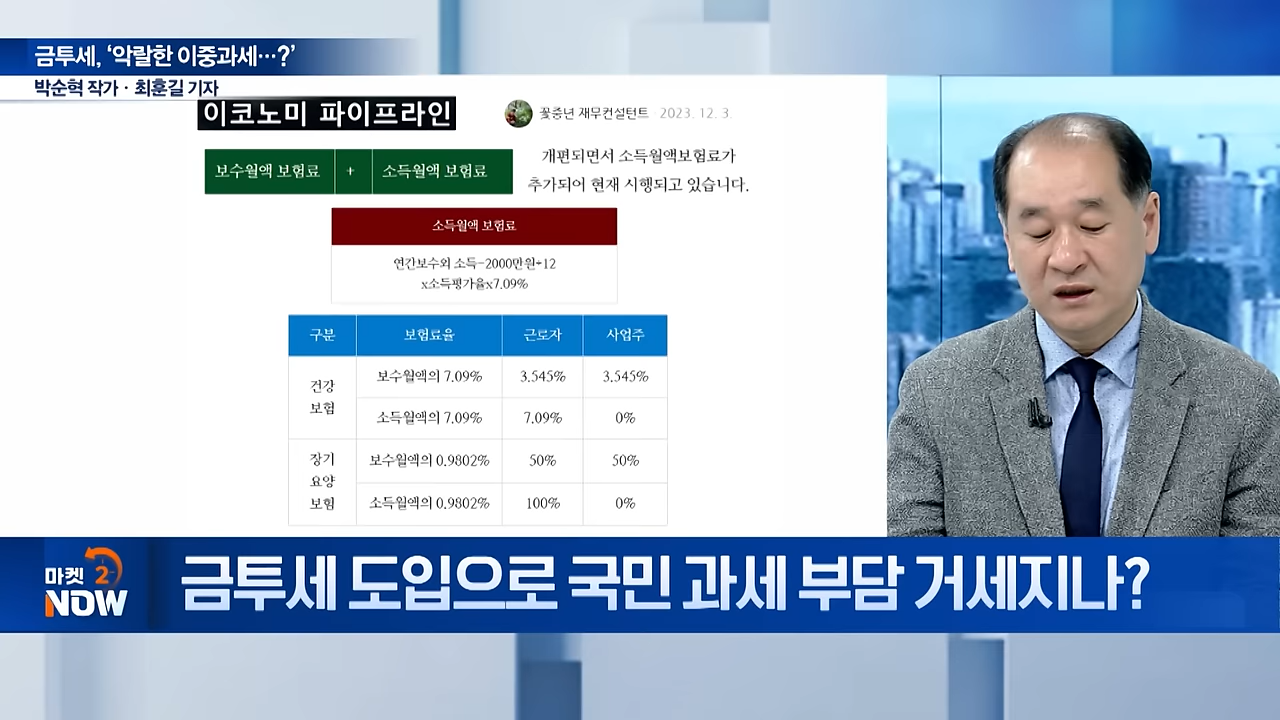 금투세, ‘악랄한 이중과세…?’
박순혁 작가 · 최훈길 기자
이코노미 파이프라인
꽃중년 재무컨설턴트 2023. 12. 3.
보수월액 보험료 + 소득월액 보험료
개편되면서 소득월액보험료가
추가되어 현재 시행되고 있습니다.
소득월액 보험료
연간보수외 소득-2000만원÷12
x소득평가율x7.09%
구분 보험료율 근로자 사업주
건강
보험
보수월액의 7.09% 3.545% 3.545%
소득월액의 7.09% 7.09% 0%
장기
요양
보험
보수월액의 0.9802% 50% 50%
소득월액의 0.9802% 100% 0%
마켓 2
NOW
금투세 도입으로 국민 과세 부담 거세지나?